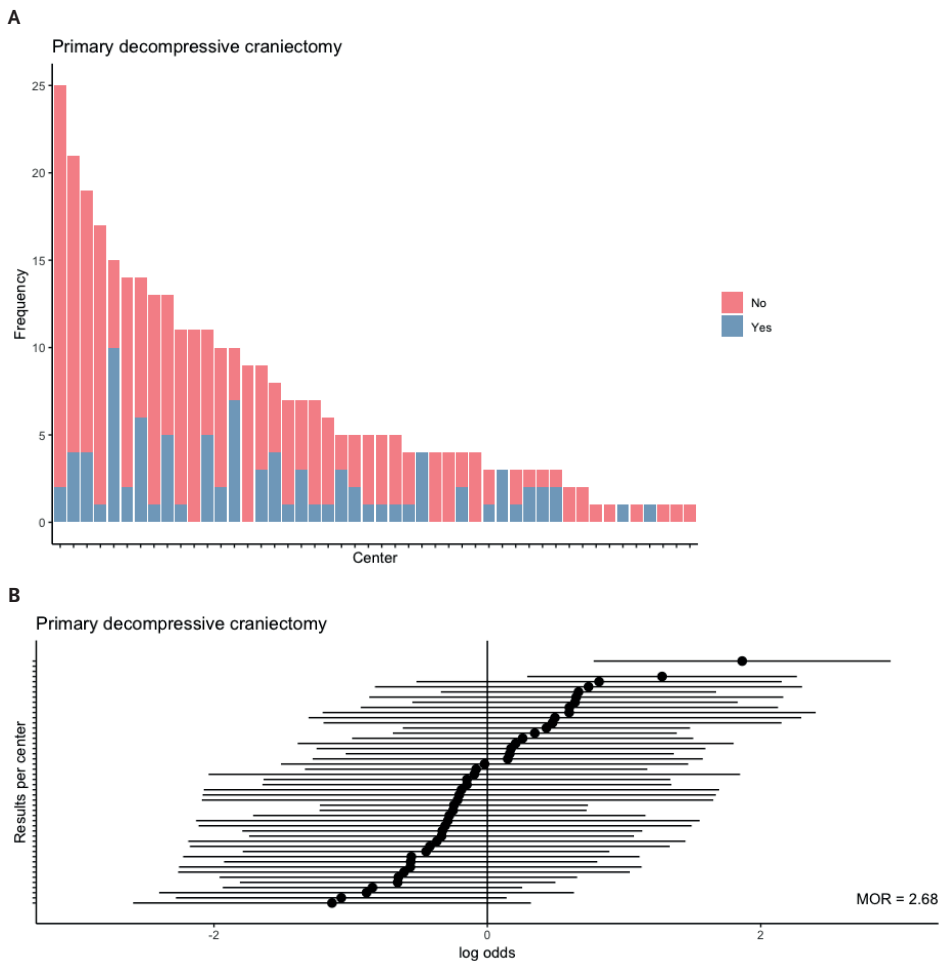 A
Primary decompressive craniectomy
25
20
15
10
5
0
Frequency
Center
No
Yes
B
Primary decompressive craniectomy
Results per center
MOR = 2.68
-2
0
2
log odds